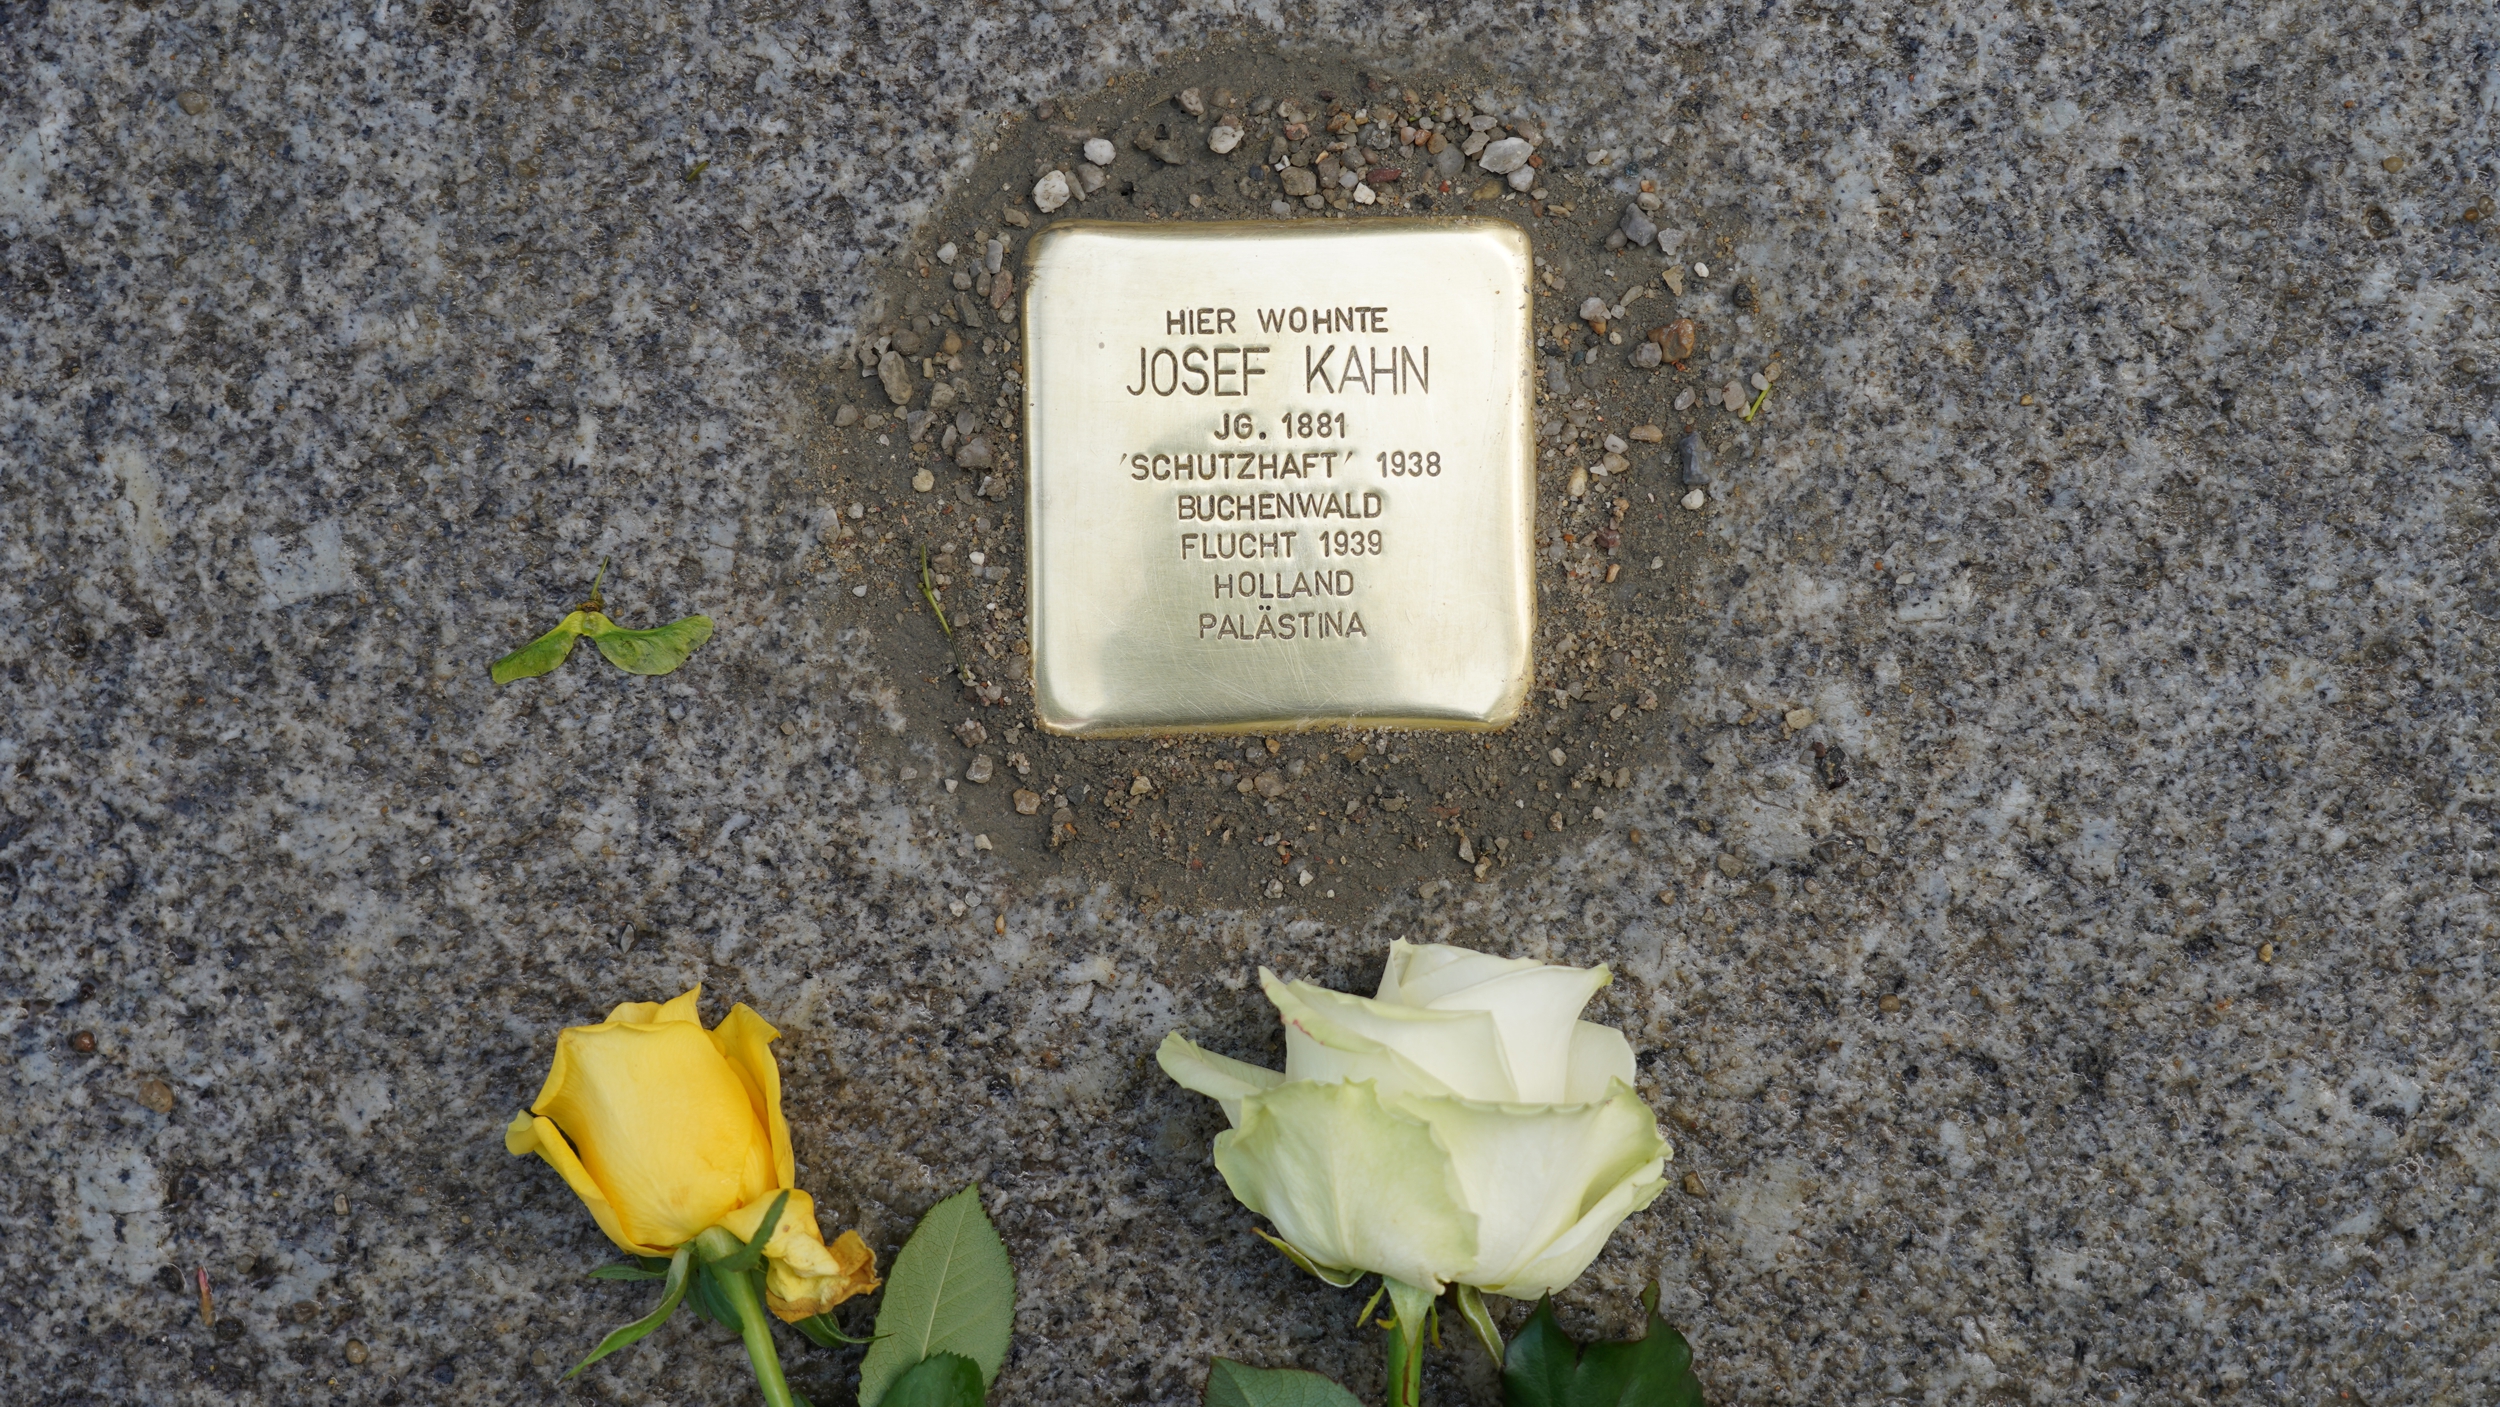 HIER WOHNTE
JOSEF KAHN
JG. 1881
'SCHUTZHAFT' 1938
BUCHENWALD
FLUCHT 1939
HOLLAND
PALÄSTINA